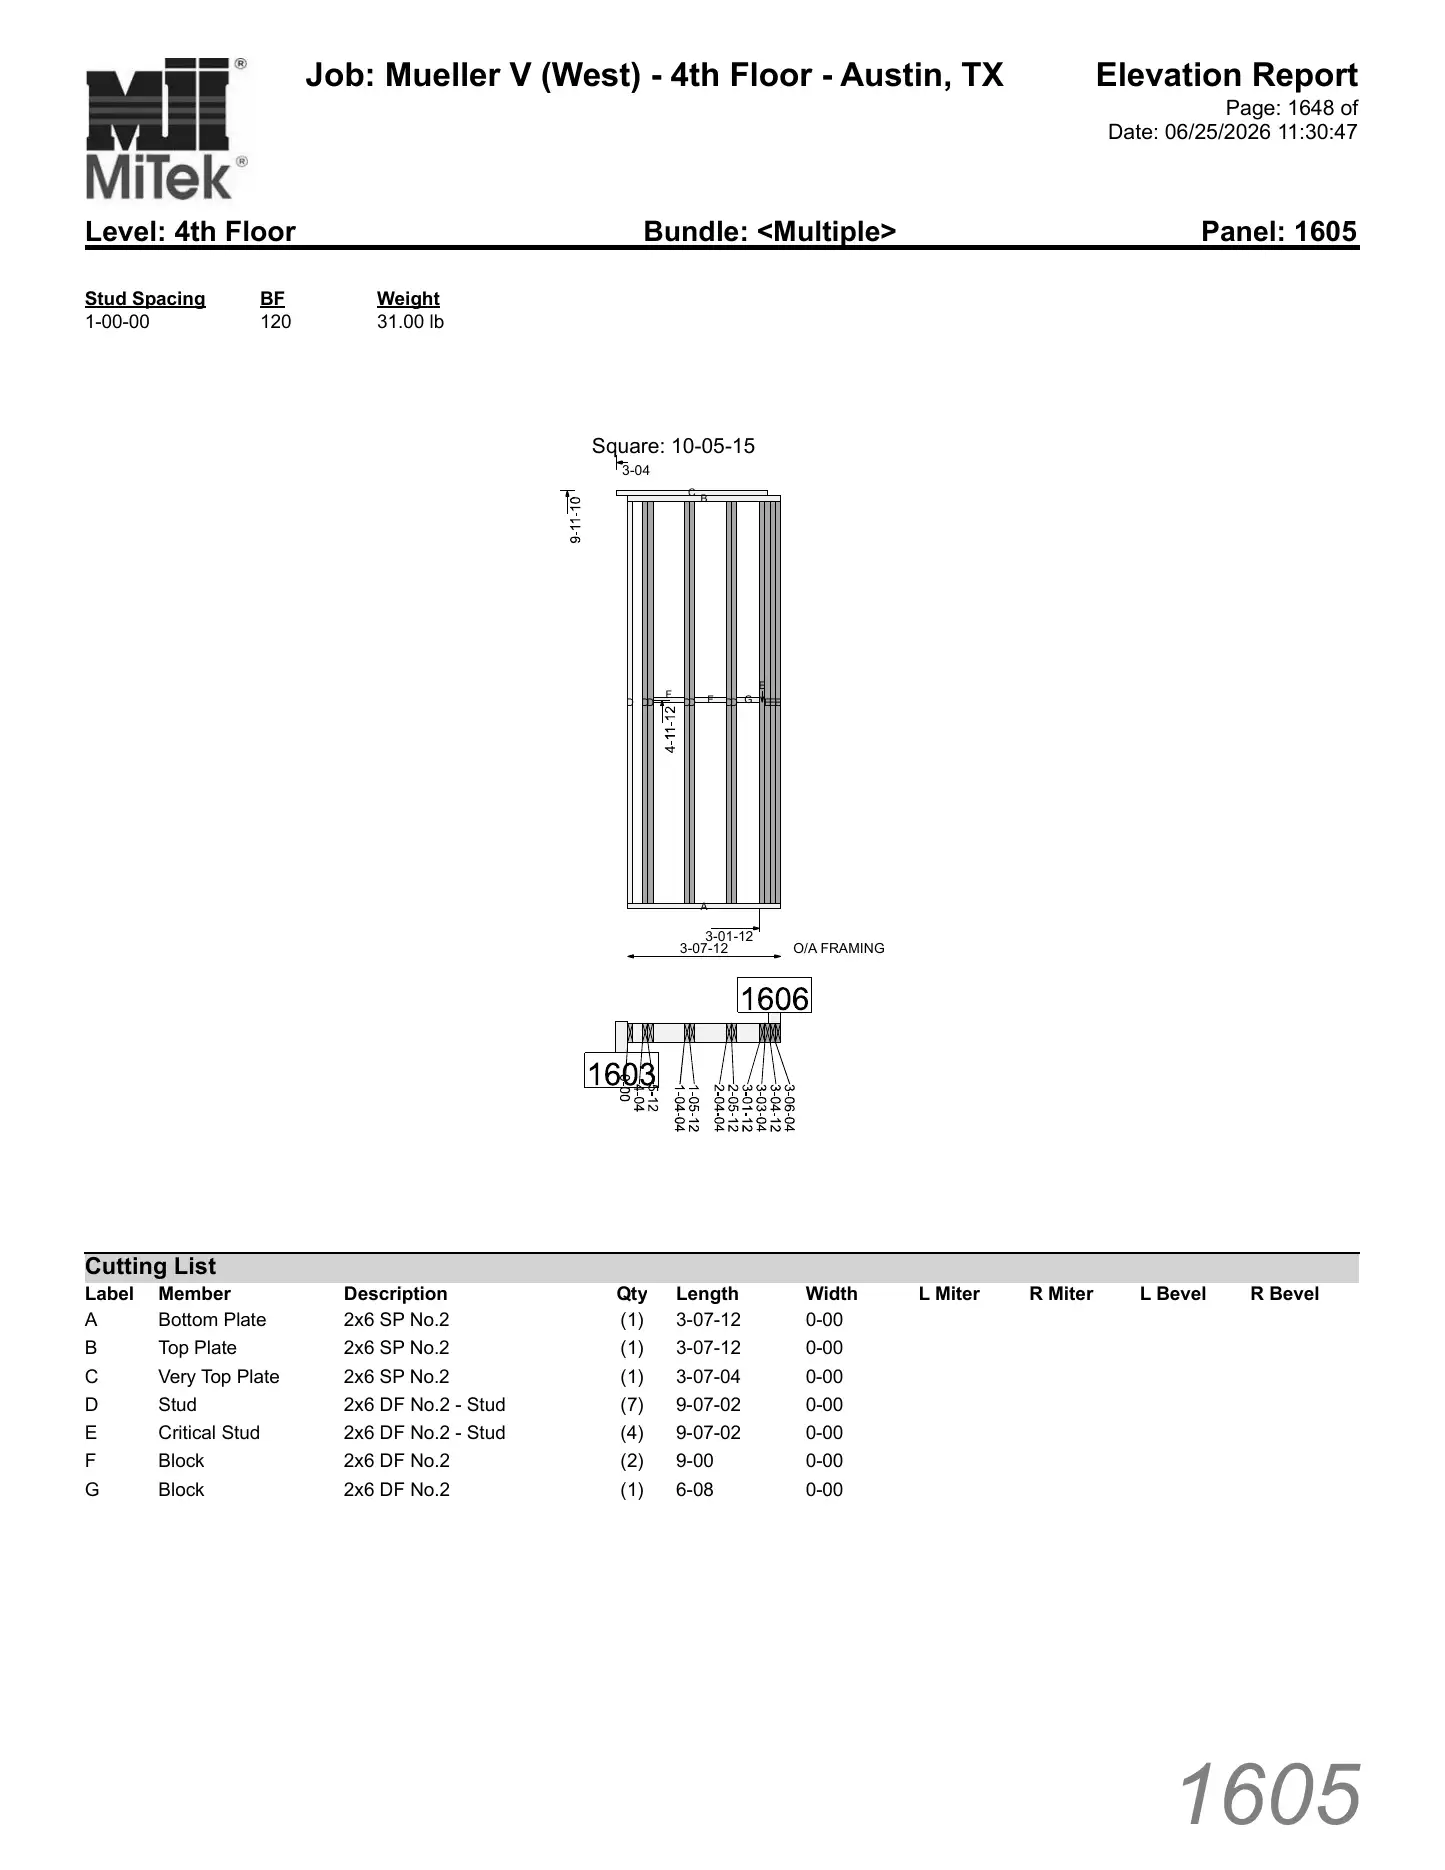 MiTek®
Job: Mueller V (West) - 4th Floor - Austin, TX
Elevation Report
Page: 1648 of
Date: 06/25/2026 11:30:47
Level: 4th Floor Bundle: <Multiple> Panel: 1605
Stud Spacing BF Weight
1-00-00 120 31.00 lb
Square: 10-05-15
3-04
C
B
9-11-10
E
F
F
G
4-11-12
A
3-01-12
3-07-12
O/A FRAMING
1606
1603
0-00
4-04
5-12
1-04-04
1-05-12
2-04-04
2-05-12
3-01-12
3-03-04
3-04-12
3-06-04
Cutting List
Label Member Description Qty Length Width L Miter R Miter L Bevel R Bevel
A Bottom Plate 2x6 SP No.2 (1) 3-07-12 0-00
B Top Plate 2x6 SP No.2 (1) 3-07-12 0-00
C Very Top Plate 2x6 SP No.2 (1) 3-07-04 0-00
D Stud 2x6 DF No.2 - Stud (7) 9-07-02 0-00
E Critical Stud 2x6 DF No.2 - Stud (4) 9-07-02 0-00
F Block 2x6 DF No.2 (2) 9-00 0-00
G Block 2x6 DF No.2 (1) 6-08 0-00
1605